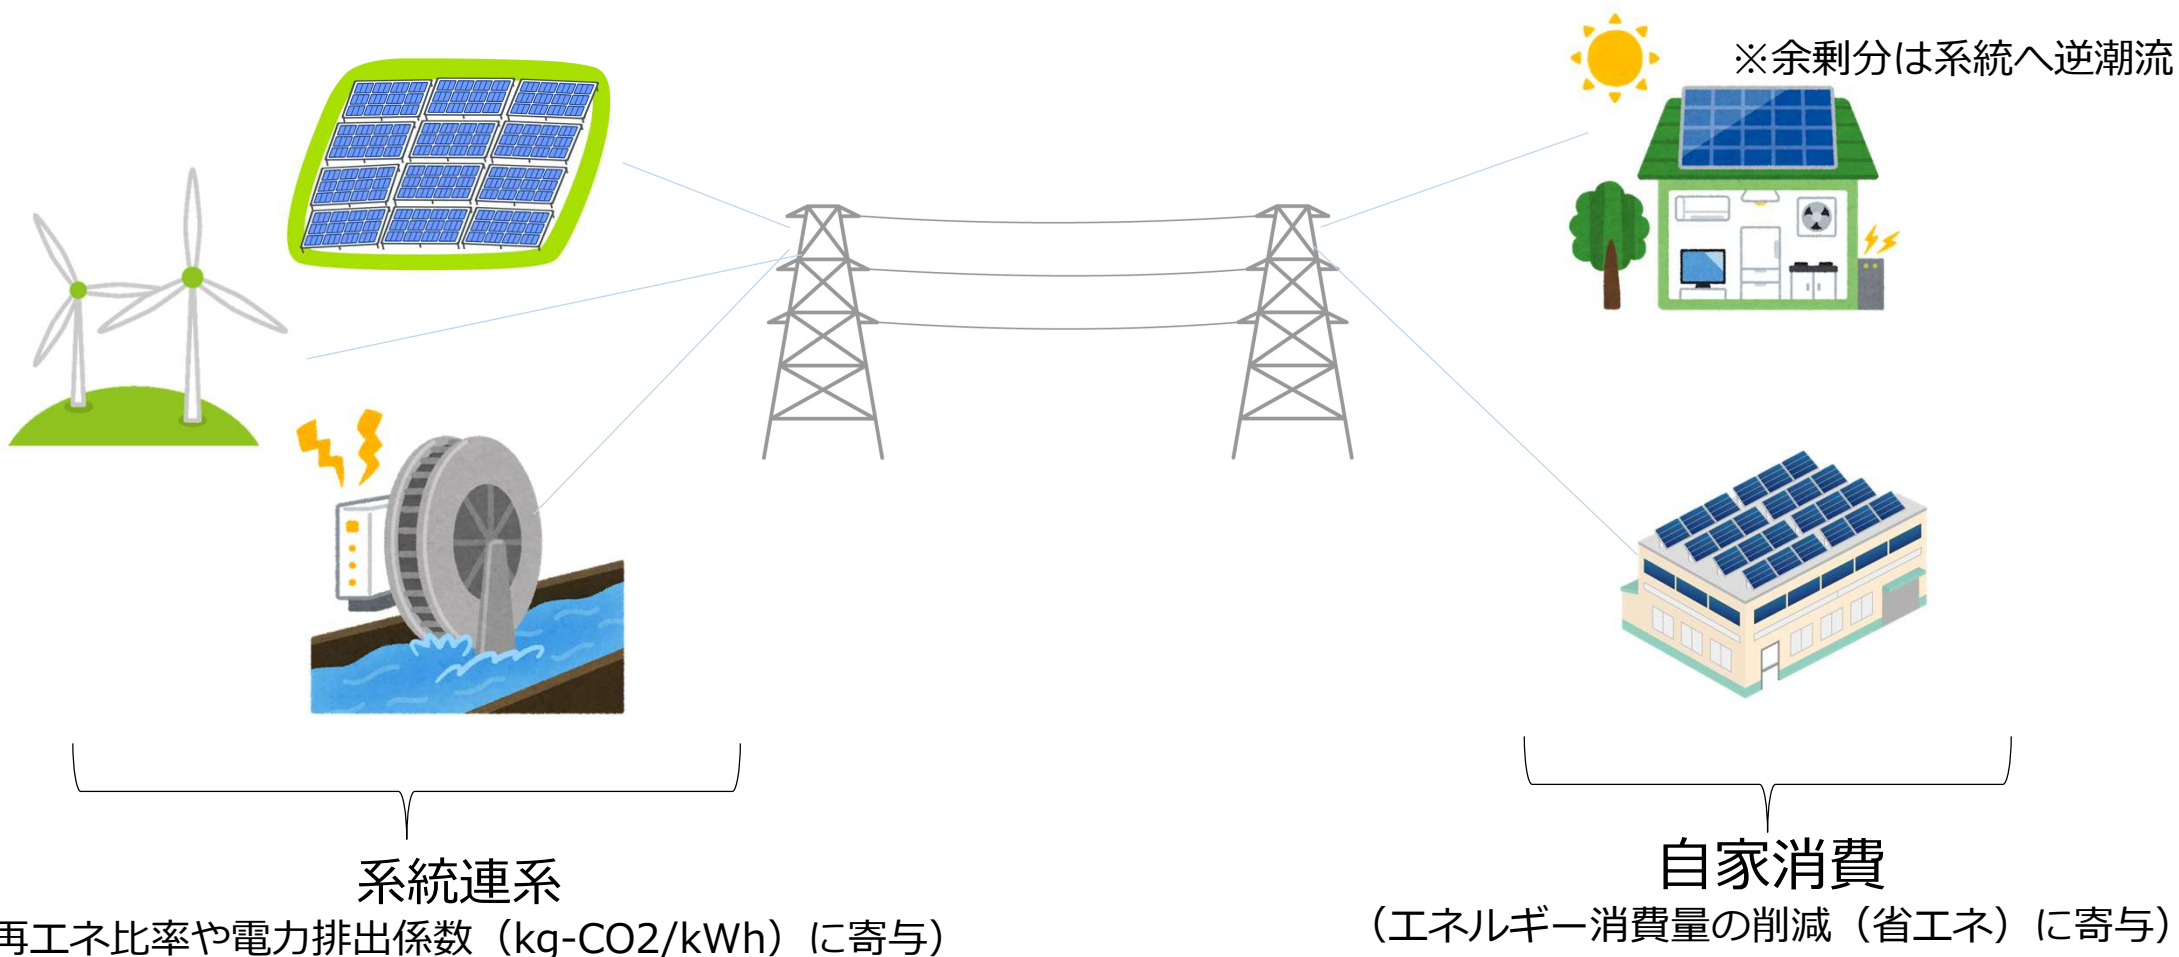 ※余剰分は系統へ逆潮流
系統連系
再エネ比率や電力排出係数（kg-CO2/kWh）に寄与）
自家消費
（エネルギー消費量の削減（省エネ）に寄与）